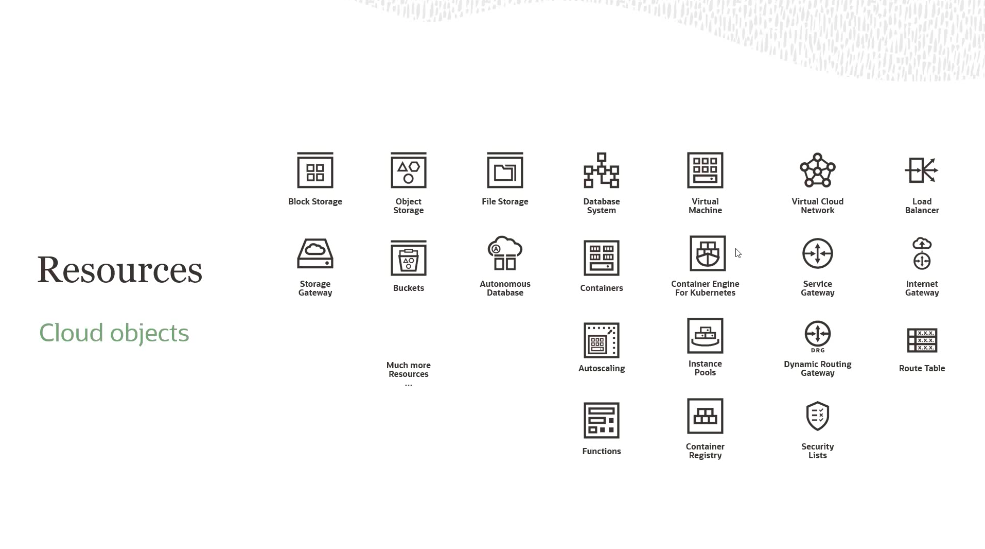 Resources
Cloud objects
Block Storage
Object
Storage
File Storage
Database
System
Virtual
Machine
Virtual Cloud
Network
Load
Balancer
Storage
Gateway
Buckets
Autonomous
Database
Containers
Container Engine
For Kubernetes
Service
Gateway
Internet
Gateway
Much more
Resources
...
Autoscaling
Instance
Pools
DRG
Dynamic Routing
Gateway
X.X.X.
X.X.X.
X.X.X.
Route Table
Functions
Container
Registry
Security
Lists